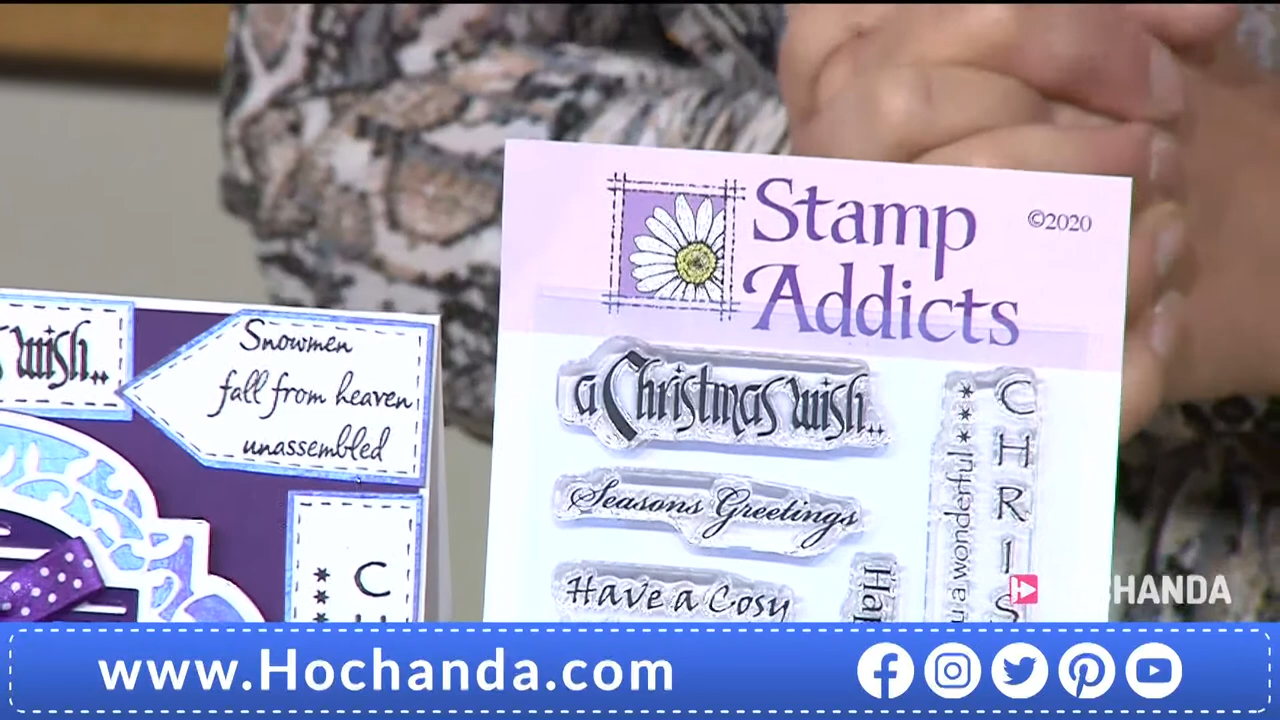 Stamp
Addicts
©2020
a Christmas wish..
Seasons Greetings
Have a Cosy
u a wonderful
C
H
R
I
S
wish..
Snowmen
fall from heaven
unassembled
C
HOCHANDA
www.Hochanda.com